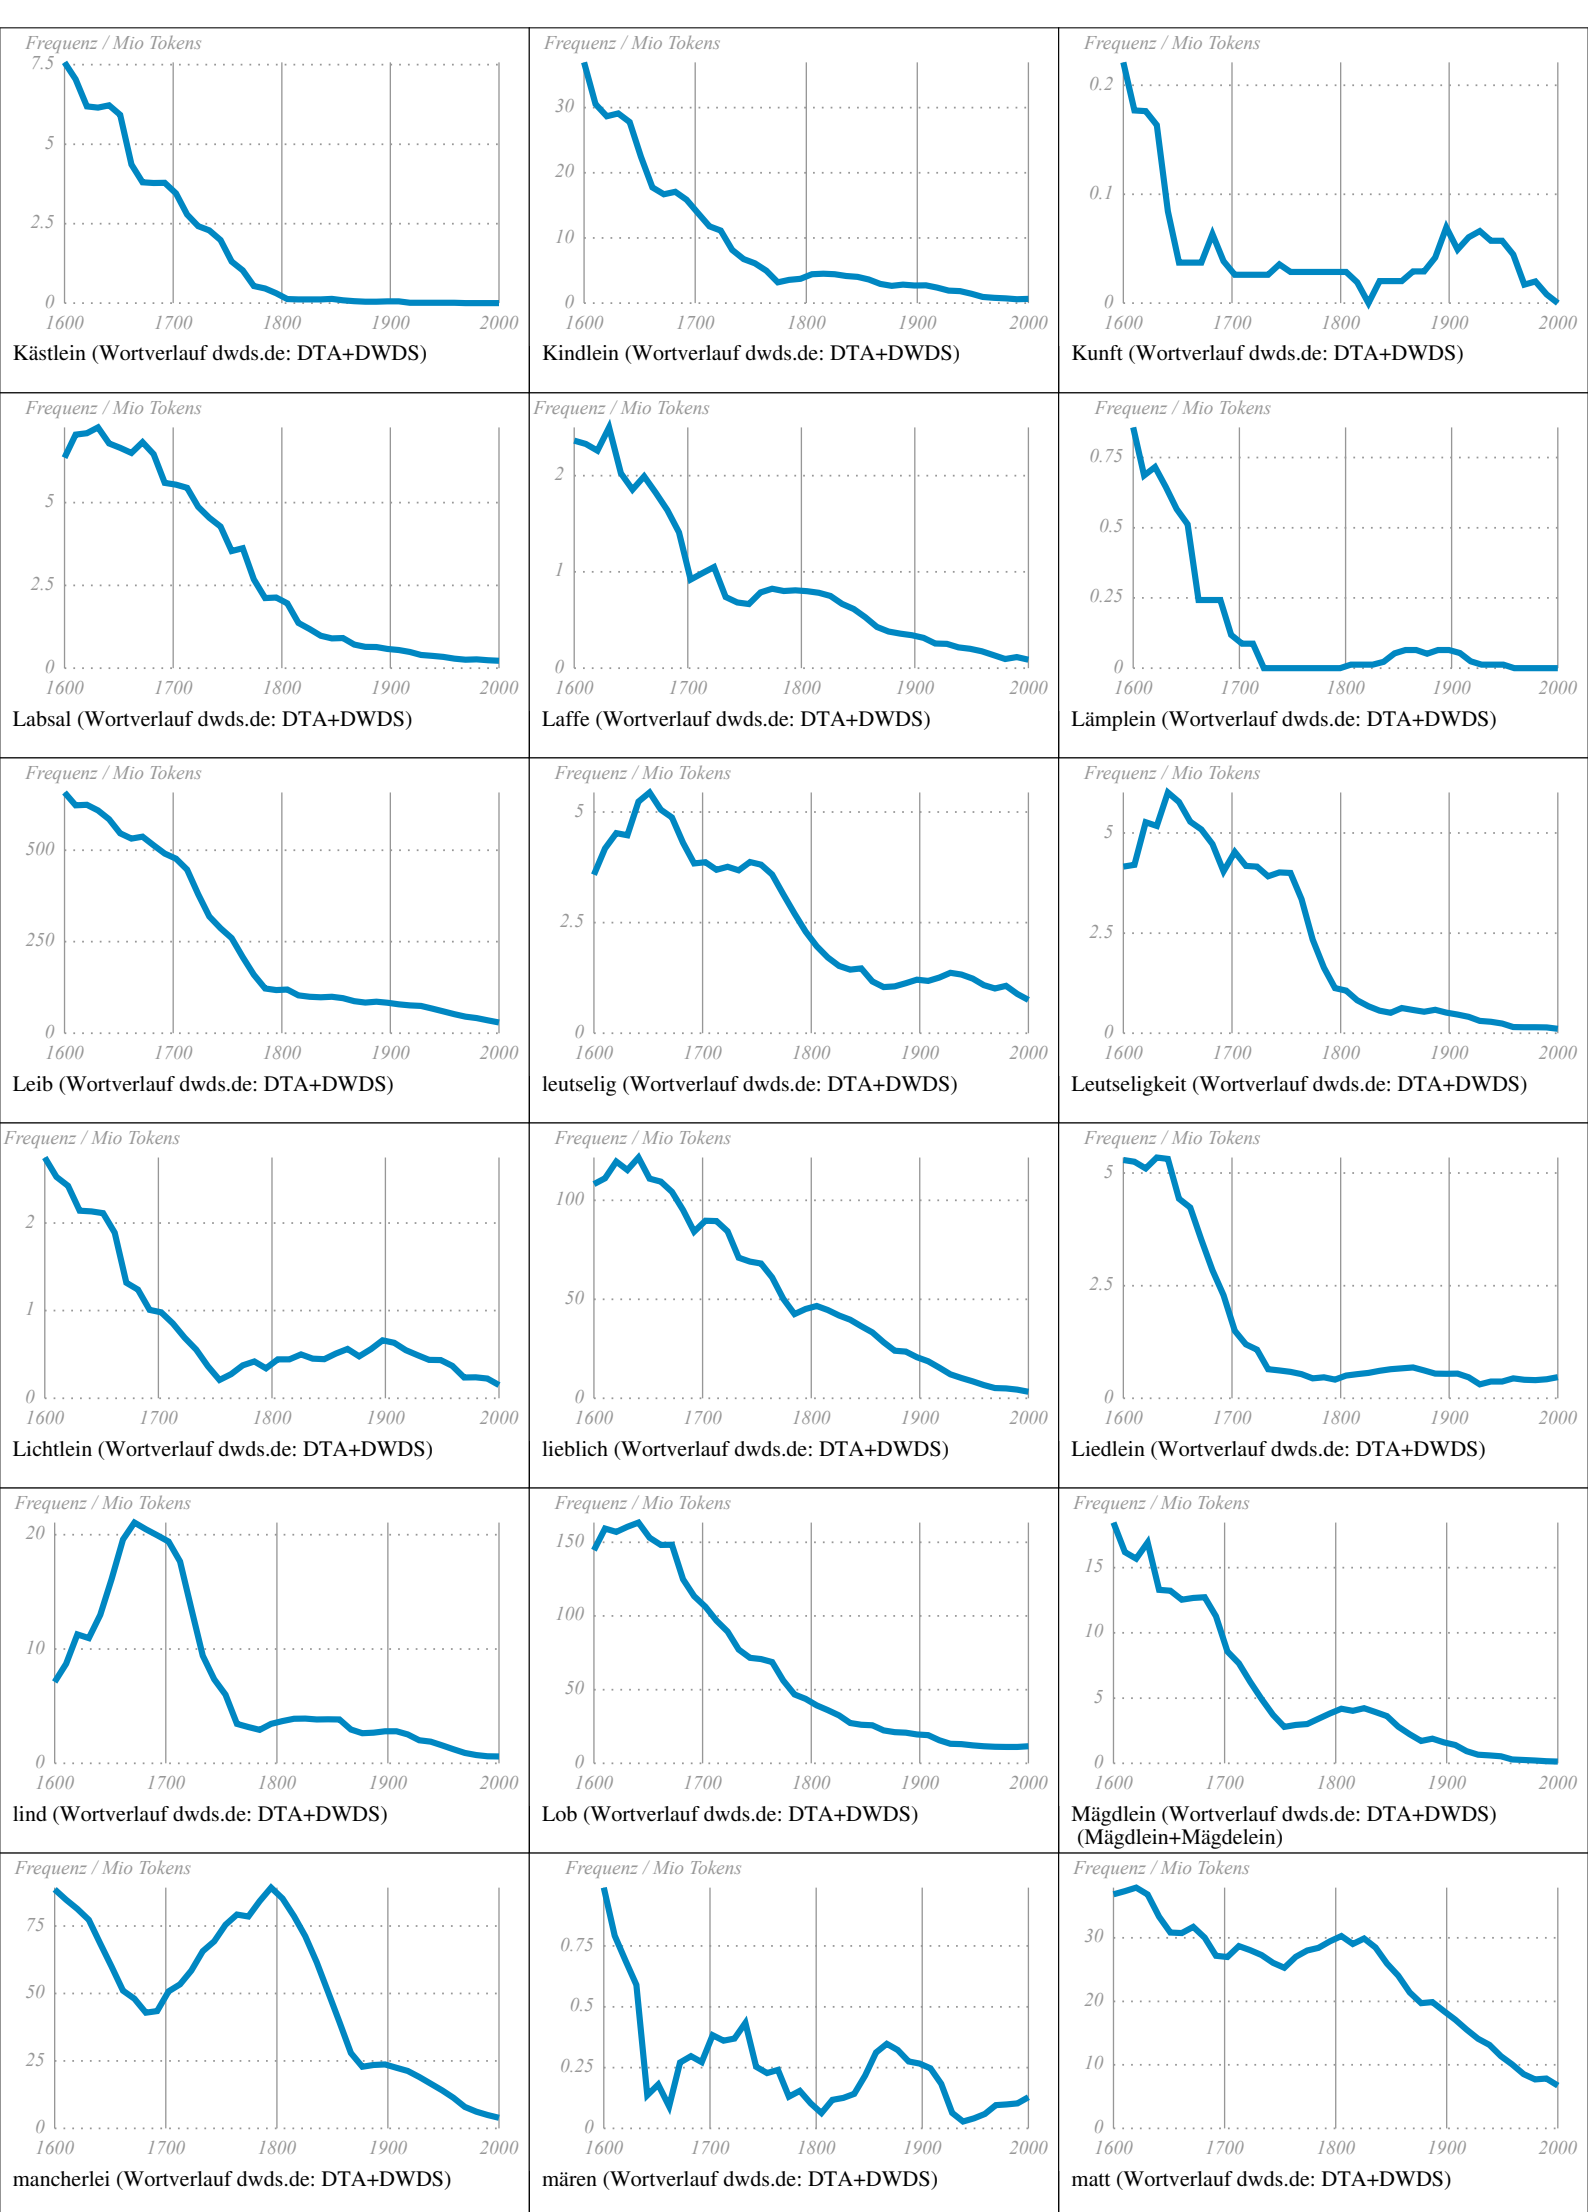 Frequenz / Mio Tokens
7.5
5
2.5
0
1600 1700 1800 1900 2000
Kästlein (Wortverlauf dwds.de: DTA+DWDS)
Frequenz / Mio Tokens
30
20
10
0
1600 1700 1800 1900 2000
Kindlein (Wortverlauf dwds.de: DTA+DWDS)
Frequenz / Mio Tokens
0.2
0.1
0
1600 1700 1800 1900 2000
Kunft (Wortverlauf dwds.de: DTA+DWDS)
Frequenz / Mio Tokens
5
2.5
0
1600 1700 1800 1900 2000
Labsal (Wortverlauf dwds.de: DTA+DWDS)
Frequenz / Mio Tokens
2
1
0
1600 1700 1800 1900 2000
Laffe (Wortverlauf dwds.de: DTA+DWDS)
Frequenz / Mio Tokens
0.75
0.5
0.25
0
1600 1700 1800 1900 2000
Lämplein (Wortverlauf dwds.de: DTA+DWDS)
Frequenz / Mio Tokens
500
250
0
1600 1700 1800 1900 2000
Leib (Wortverlauf dwds.de: DTA+DWDS)
Frequenz / Mio Tokens
5
2.5
0
1600 1700 1800 1900 2000
leutselig (Wortverlauf dwds.de: DTA+DWDS)
Frequenz / Mio Tokens
5
2.5
0
1600 1700 1800 1900 2000
Leutseligkeit (Wortverlauf dwds.de: DTA+DWDS)
Frequenz / Mio Tokens
2
1
0
1600 1700 1800 1900 2000
Lichtlein (Wortverlauf dwds.de: DTA+DWDS)
Frequenz / Mio Tokens
100
50
0
1600 1700 1800 1900 2000
lieblich (Wortverlauf dwds.de: DTA+DWDS)
Frequenz / Mio Tokens
5
2.5
0
1600 1700 1800 1900 2000
Liedlein (Wortverlauf dwds.de: DTA+DWDS)
Frequenz / Mio Tokens
20
10
0
1600 1700 1800 1900 2000
lind (Wortverlauf dwds.de: DTA+DWDS)
Frequenz / Mio Tokens
150
100
50
0
1600 1700 1800 1900 2000
Lob (Wortverlauf dwds.de: DTA+DWDS)
Frequenz / Mio Tokens
15
10
5
0
1600 1700 1800 1900 2000
Mägdlein (Wortverlauf dwds.de: DTA+DWDS)
(Mägdlein+Mägdelein)
Frequenz / Mio Tokens
75
50
25
0
1600 1700 1800 1900 2000
mancherlei (Wortverlauf dwds.de: DTA+DWDS)
Frequenz / Mio Tokens
0.75
0.5
0.25
0
1600 1700 1800 1900 2000
mären (Wortverlauf dwds.de: DTA+DWDS)
Frequenz / Mio Tokens
30
20
10
0
1600 1700 1800 1900 2000
matt (Wortverlauf dwds.de: DTA+DWDS)